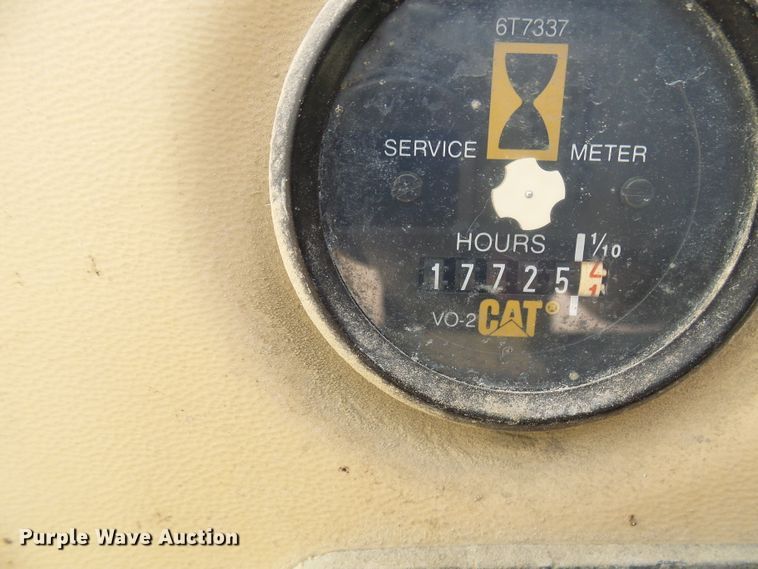 6T7337
SERVICE METER
HOURS 1/10
17725
VO-2 CAT®
Purple Wave Auction